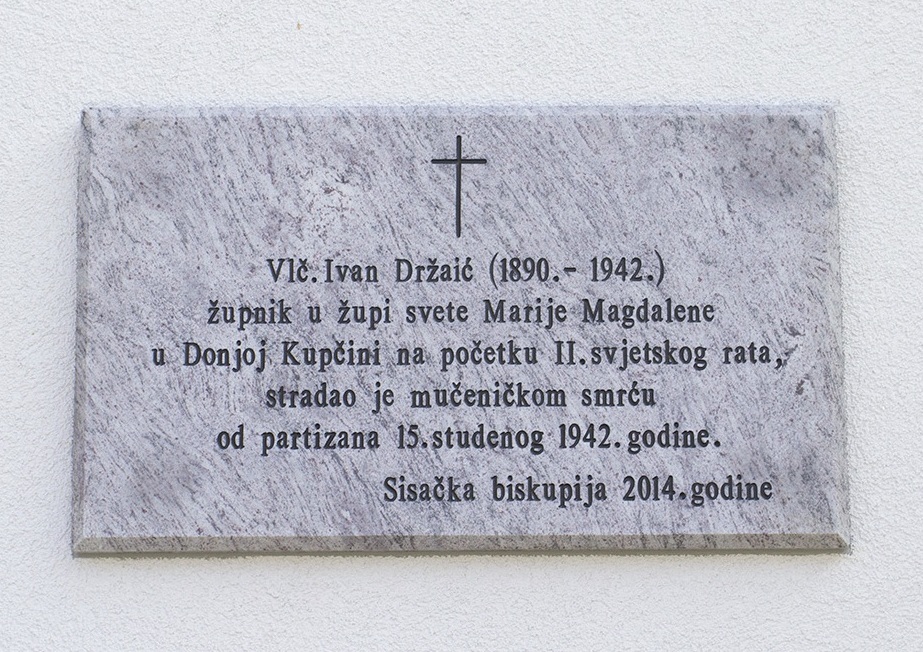 Vlč. Ivan Držaić (1890.- 1942.)
župnik u župi svete Marije Magdalene
u Donjoj Kupčini na početku II.svjetskog rata,
stradao je mučeničkom smrću
od partizana 15.studenog 1942.godine.
Sisačka biskupija 2014.godine